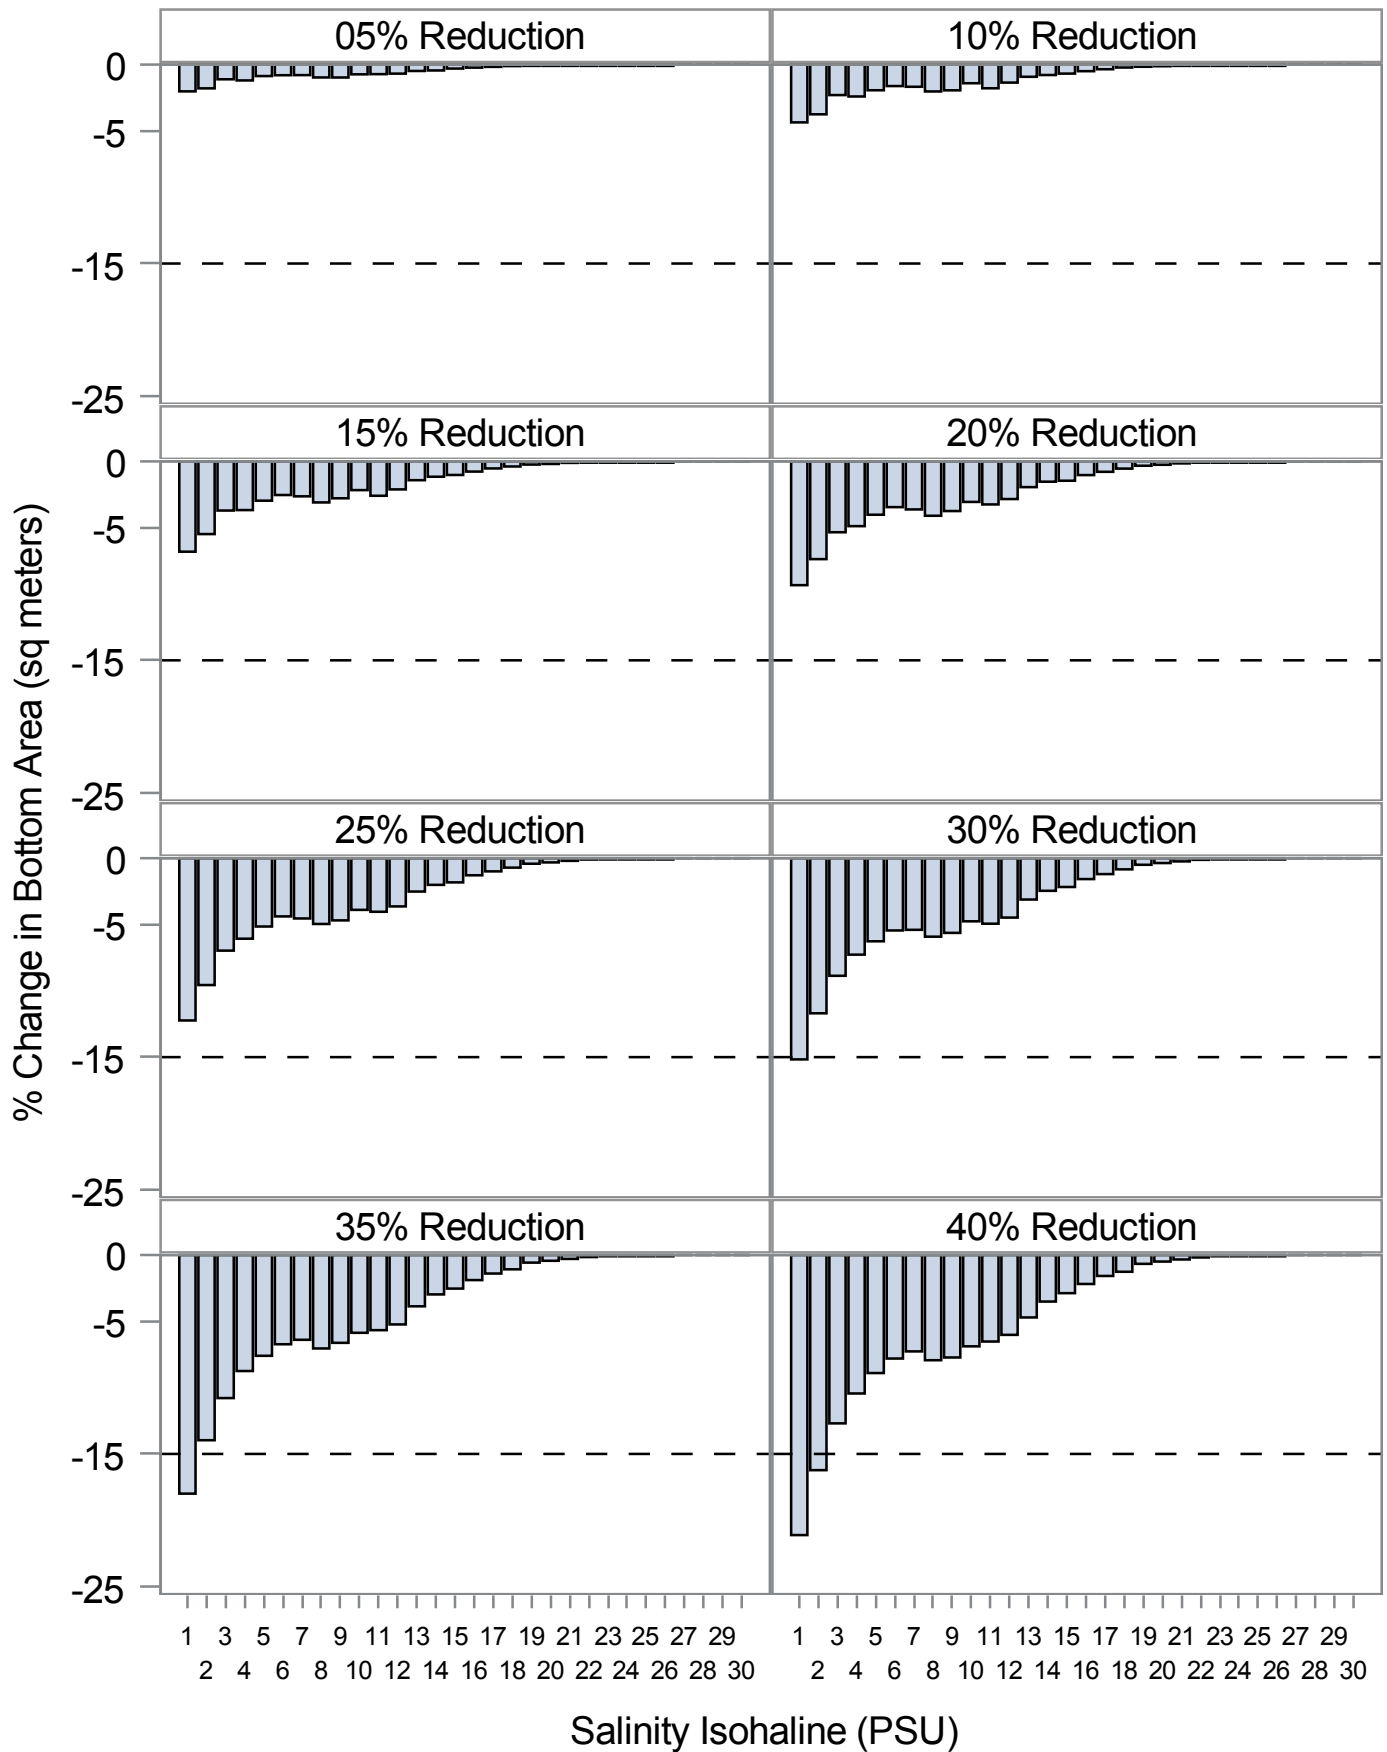 05% Reduction
10% Reduction
0
-5
-15
-25
15% Reduction
20% Reduction
0
-5
-15
-25
25% Reduction
30% Reduction
0
-5
-15
-25
35% Reduction
40% Reduction
0
-5
-15
-25
% Change in Bottom Area (sq meters)
1 3 5 7 9 11 13 15 17 19 21 23 25 27 29
2 4 6 8 10 12 14 16 18 20 22 24 26 28 30
1 3 5 7 9 11 13 15 17 19 21 23 25 27 29
2 4 6 8 10 12 14 16 18 20 22 24 26 28 30
Salinity Isohaline (PSU)